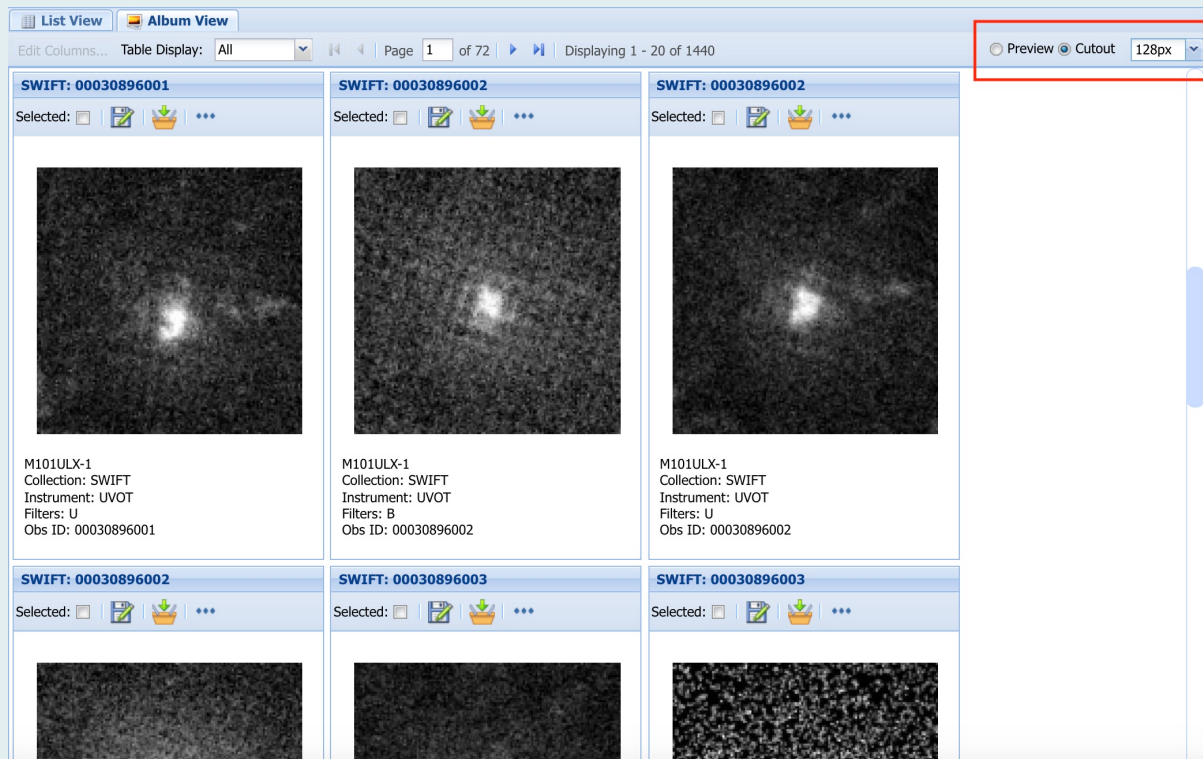 List View Album View
Edit Columns... Table Display: All Page 1 of 72 Displaying 1 - 20 of 1440 Preview Cutout 128px
SWIFT: 00030896001 SWIFT: 00030896002 SWIFT: 00030896002
Selected: Selected: Selected:
M101ULX-1
Collection: SWIFT
Instrument: UVOT
Filters: U
Obs ID: 00030896001
M101ULX-1
Collection: SWIFT
Instrument: UVOT
Filters: B
Obs ID: 00030896002
M101ULX-1
Collection: SWIFT
Instrument: UVOT
Filters: U
Obs ID: 00030896002
SWIFT: 00030896002 SWIFT: 00030896003 SWIFT: 00030896003
Selected: Selected: Selected: